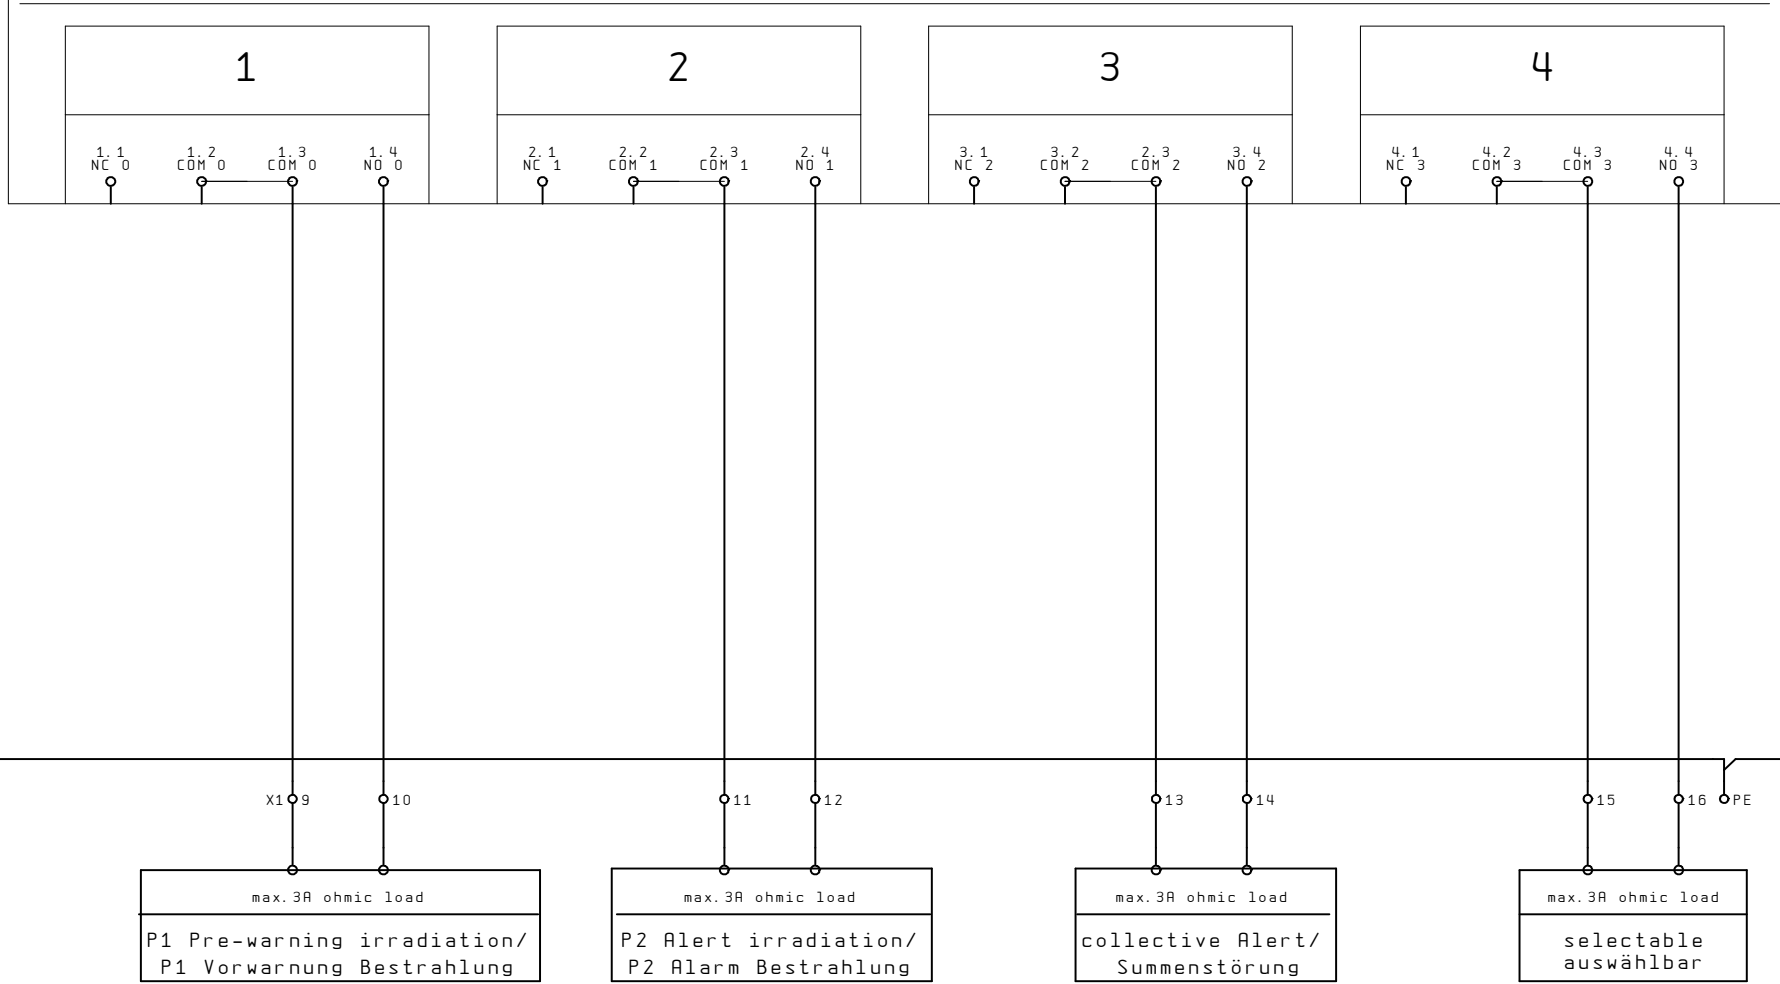 1 2 3 4
1.1 1.2 1.3 1.4 2.1 2.2 2.3 2.4 3.1 3.2 2.3 3.4 4.1 4.2 4.3 4.4
NC 0 COM 0 COM 0 NO 0 NC 1 COM 1 COM 1 NO 1 NC 2 COM 2 COM 2 NO 2 NC 3 COM 3 COM 3 NO 3
X1 9 10 11 12 13 14 15 16 PE
max.3A ohmic load
P1 Pre-warning irradiation/
P1 Vorwarnung Bestrahlung
max.3A ohmic load
P2 Alert irradiation/
P2 Alarm Bestrahlung
max.3A ohmic load
collective Alert/
Summenstörung
max.3A ohmic load
selectable
auswählbar